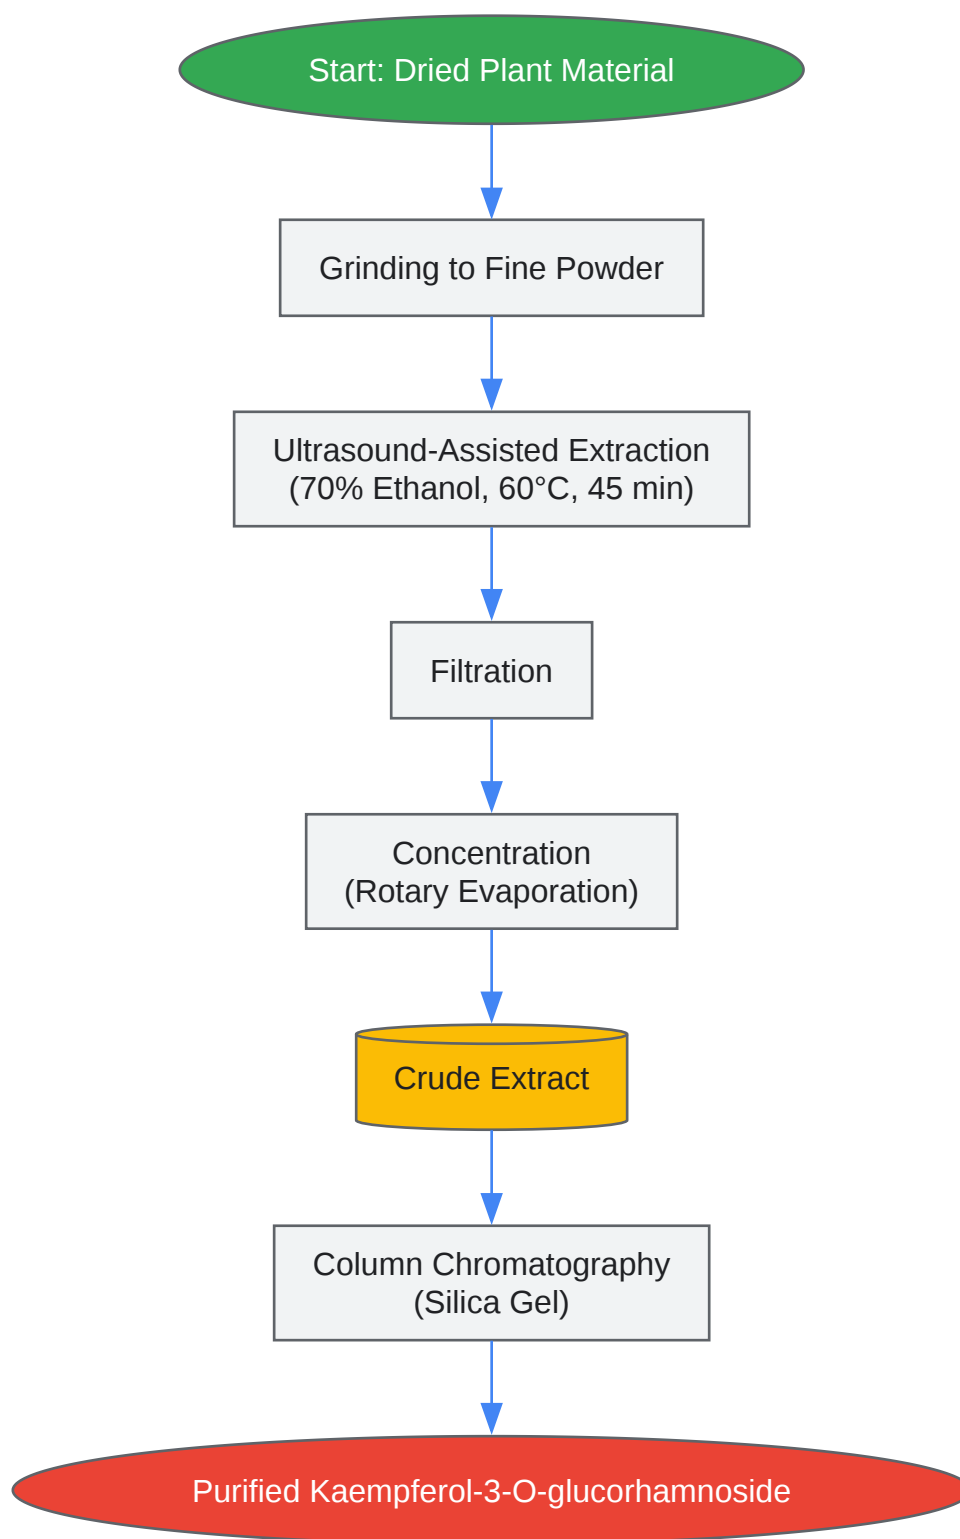 Start: Dried Plant Material
Grinding to Fine Powder
Ultrasound-Assisted Extraction
(70% Ethanol, 60°C, 45 min)
Filtration
Concentration
(Rotary Evaporation)
Crude Extract
Column Chromatography
(Silica Gel)
Purified Kaempferol-3-O-glucorhamnoside